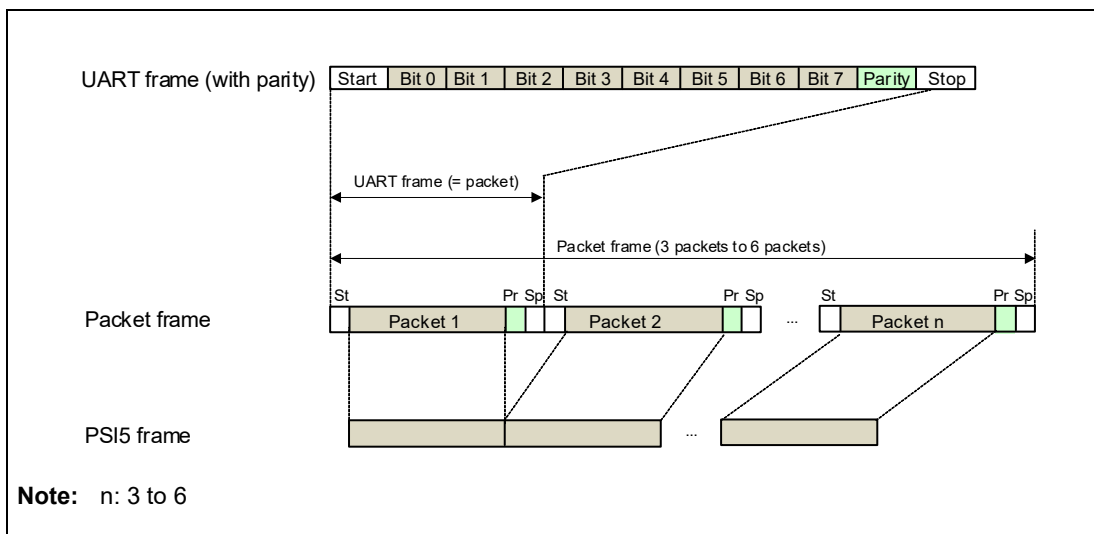 UART frame (with parity) Start Bit 0 Bit 1 Bit 2 Bit 3 Bit 4 Bit 5 Bit 6 Bit 7 Parity Stop
UART frame (= packet)
Packet frame (3 packets to 6 packets)
St Pr Sp St Pr Sp St Pr Sp
Packet frame Packet 1 Packet 2 ... Packet n
PSI5 frame ...
Note: n: 3 to 6